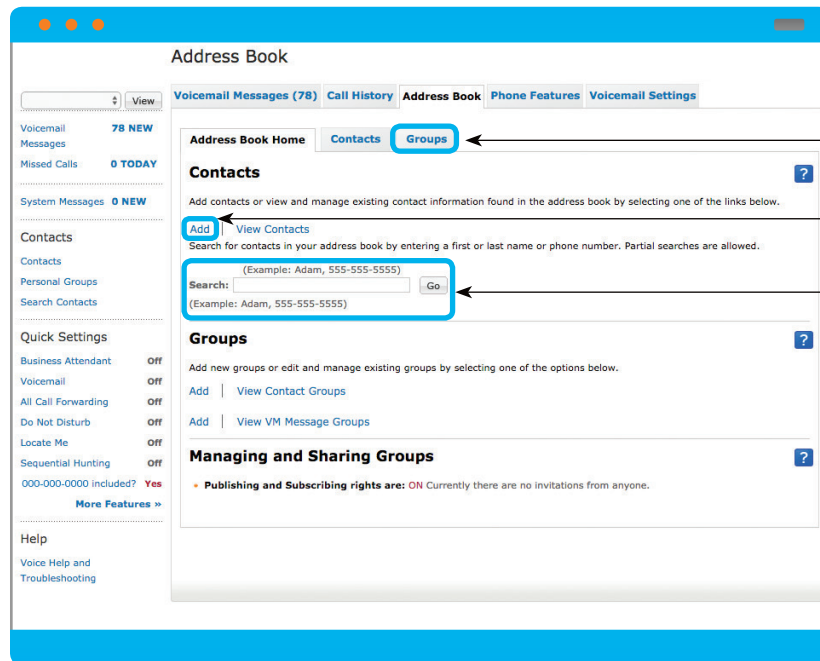 Address Book
View
Voicemail Messages (78) Call History Address Book Phone Features Voicemail Settings
Voicemail Messages 78 NEW
Missed Calls 0 TODAY
System Messages 0 NEW
Contacts
Contacts
Personal Groups
Search Contacts
Quick Settings
Business Attendant Off
Voicemail Off
All Call Forwarding Off
Do Not Disturb Off
Locate Me Off
Sequential Hunting Off
000-000-0000 included? Yes
More Features »
Help
Voice Help and
Troubleshooting
Address Book Home Contacts Groups
Contacts
?
Add contacts or view and manage existing contact information found in the address book by selecting one of the links below.
Add | View Contacts
Search for contacts in your address book by entering a first or last name or phone number. Partial searches are allowed.
(Example: Adam, 555-555-5555)
Search: Go
(Example: Adam, 555-555-5555)
Groups
?
Add new groups or edit and manage existing groups by selecting one of the options below.
Add | View Contact Groups
Add | View VM Message Groups
Managing and Sharing Groups
?
• Publishing and Subscribing rights are: ON Currently there are no invitations from anyone.